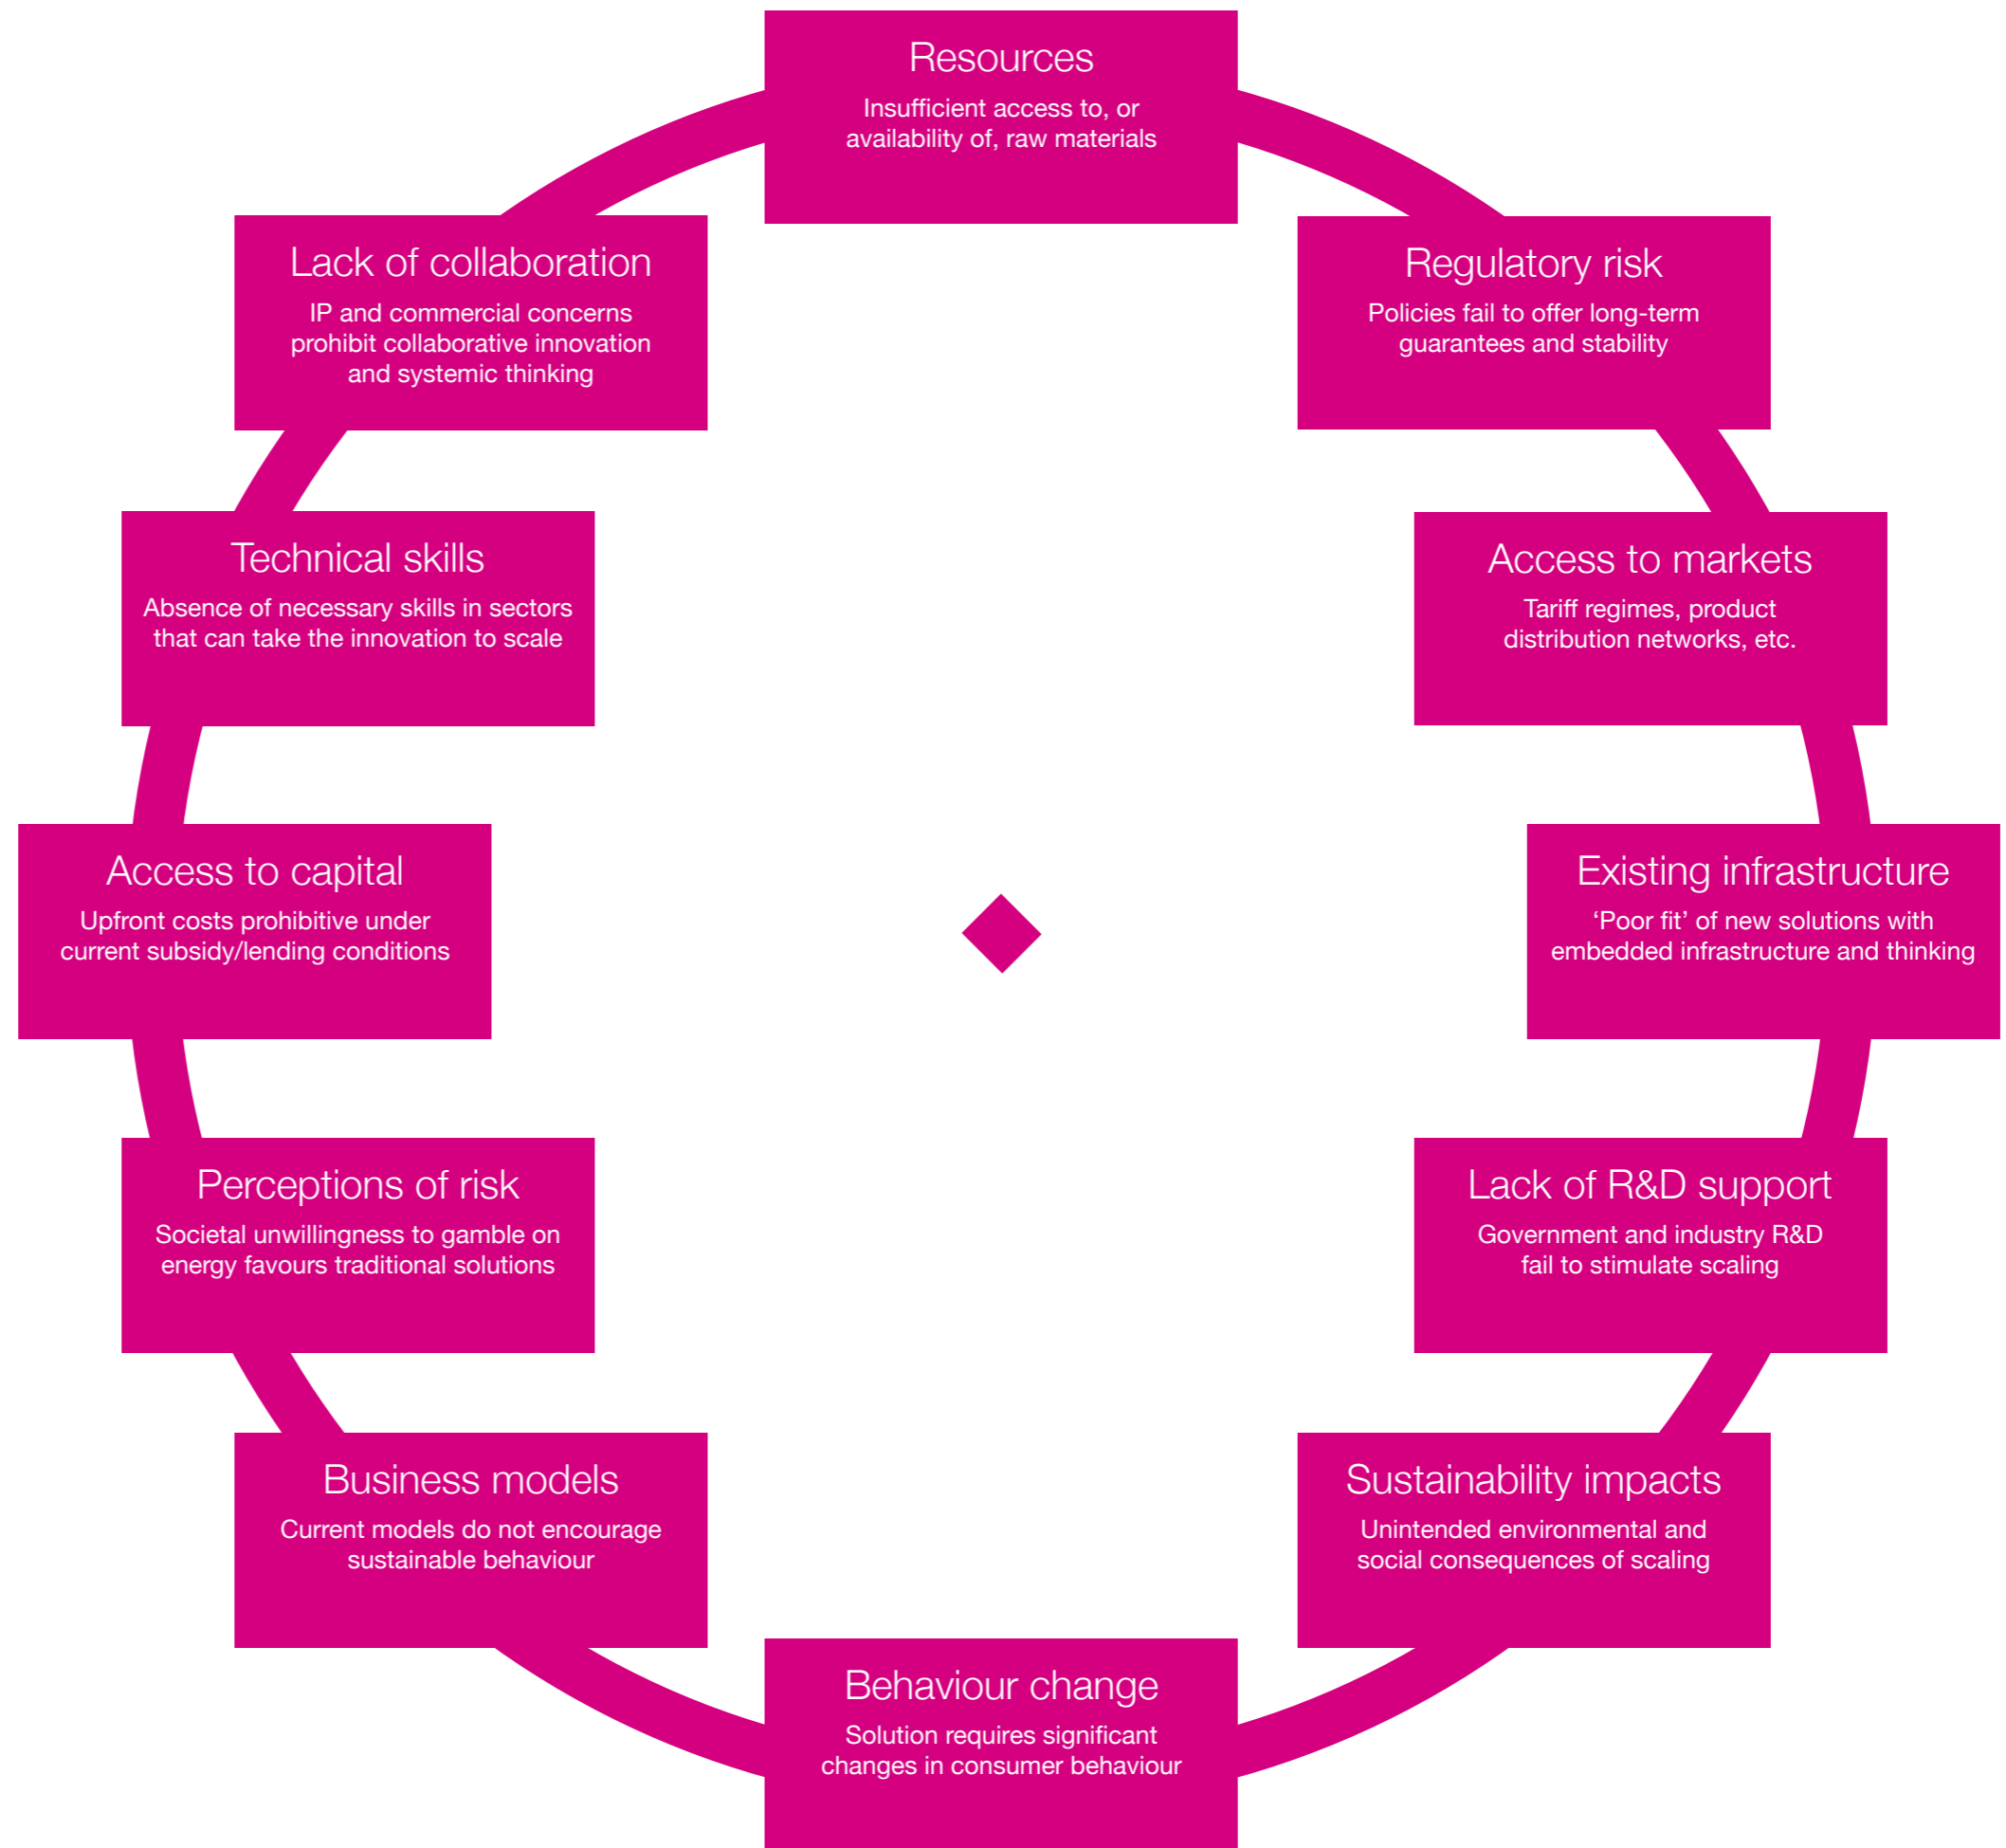 Resources
Insufficient access to, or
availability of, raw materials
Regulatory risk
Policies fail to offer long-term
guarantees and stability
Access to markets
Tariff regimes, product
distribution networks, etc.
Existing infrastructure
‘Poor fit’ of new solutions with
embedded infrastructure and thinking
Lack of R&D support
Government and industry R&D
fail to stimulate scaling
Sustainability impacts
Unintended environmental and
social consequences of scaling
Behaviour change
Solution requires significant
changes in consumer behaviour
Business models
Current models do not encourage
sustainable behaviour
Perceptions of risk
Societal unwillingness to gamble on
energy favours traditional solutions
Access to capital
Upfront costs prohibitive under
current subsidy/lending conditions
Technical skills
Absence of necessary skills in sectors
that can take the innovation to scale
Lack of collaboration
IP and commercial concerns
prohibit collaborative innovation
and systemic thinking